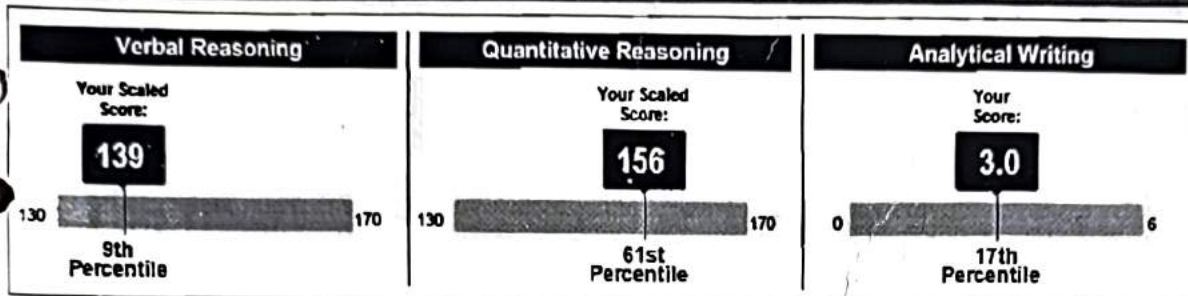 Verbal Reasoning
Your Scaled
Score:
139
130
170
9th
Percentile
Quantitative Reasoning
Your Scaled
Score:
156
130
170
61st
Percentile
Analytical Writing
Your
Score:
3.0
0
6
17th
Percentile